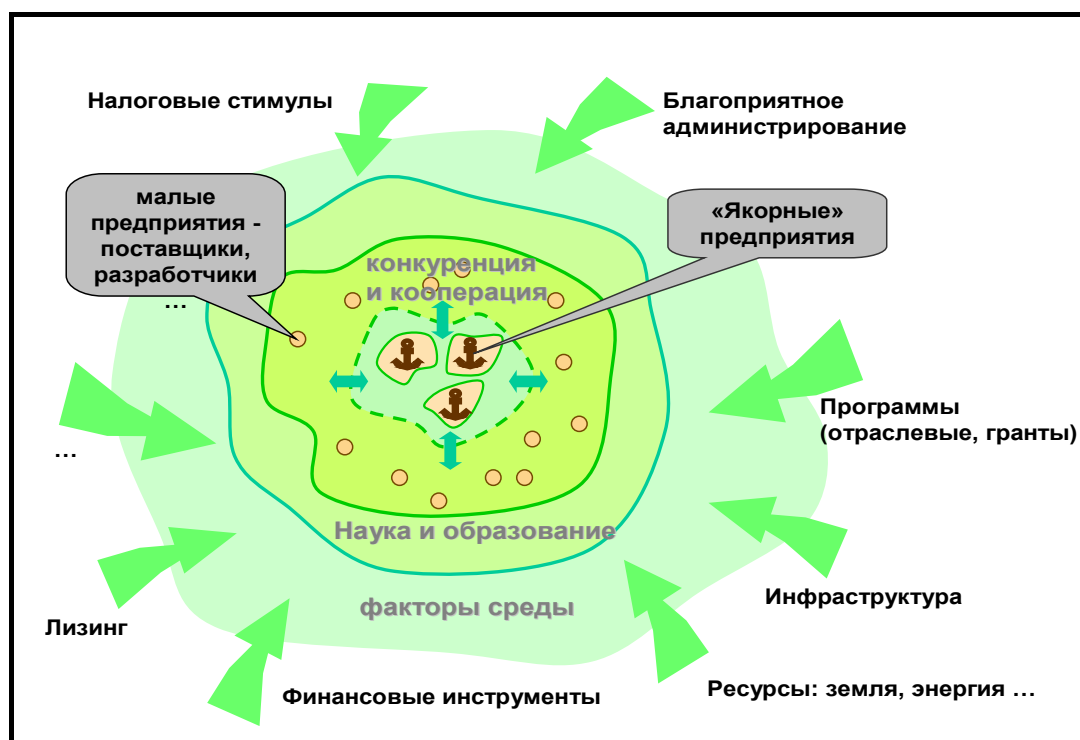 Налоговые стимулы
Благоприятное
администрирование
малые
предприятия -
поставщики,
разработчики
…
«Якорные»
предприятия
конкуренция
и кооперация
Программы
(отраслевые, гранты)
…
Наука и образование
Инфраструктура
факторы среды
Лизинг
Финансовые инструменты
Ресурсы: земля, энергия …